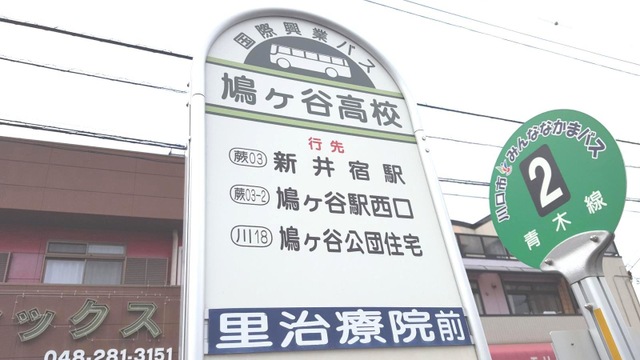 国際興業バス
鳩ヶ谷高校
行先
蕨03 新井宿駅
蕨03-2 鳩ヶ谷駅西口
川18 鳩ヶ谷公団住宅
里治療院前
川口市みんななかまバス
2
青木線
ックス
048-281-3151